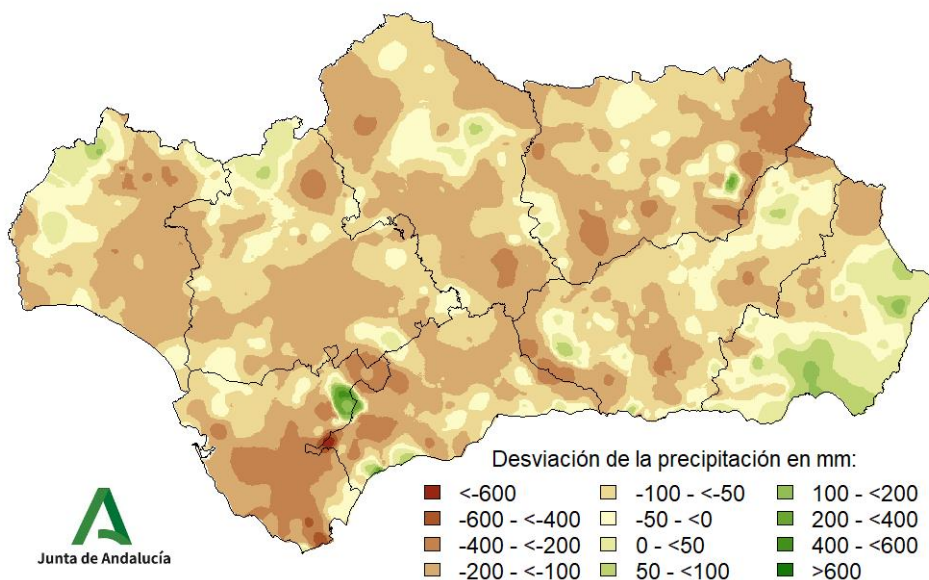 Desviación de la precipitación en mm:
<-600
-600 - <-400
-400 - <-200
-200 - <-100
-100 - <-50
-50 - <0
0 - <50
50 - <100
100 - <200
200 - <400
400 - <600
>600
Junta de Andalucía